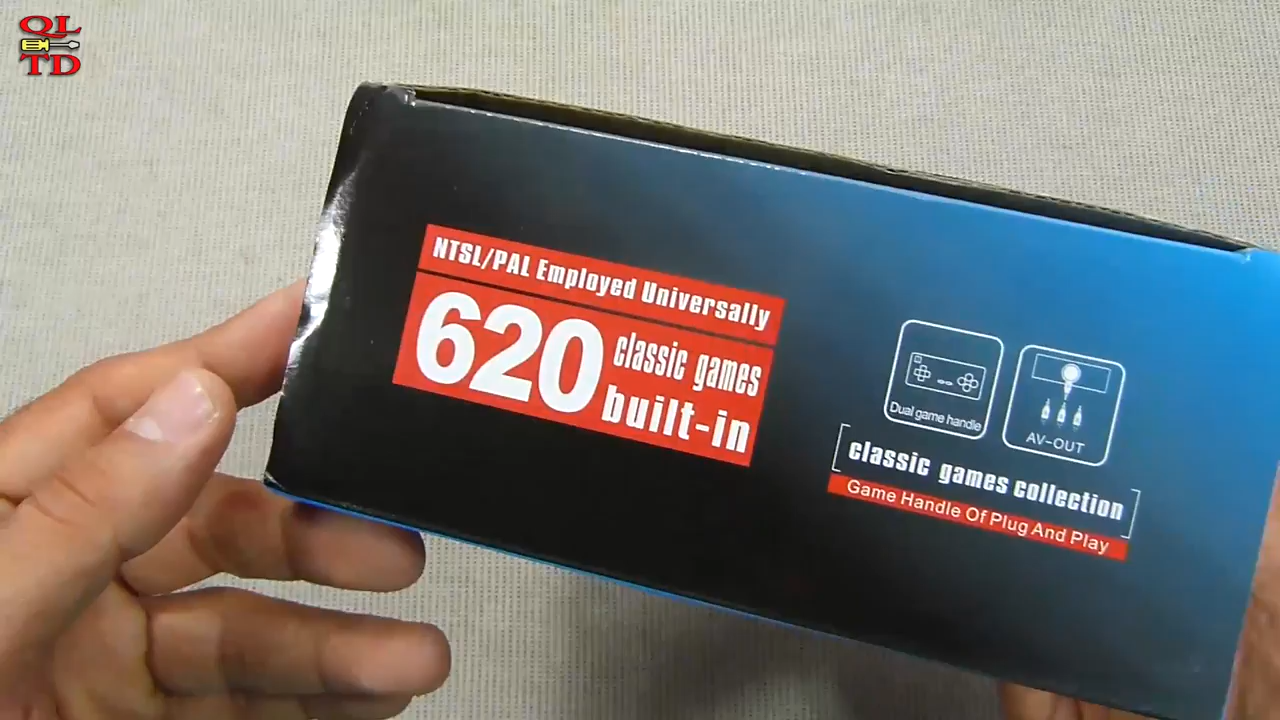 QL
TD
NTSL/PAL Employed Universally
620 classic games
built-in
Dual game handle
AV-OUT
classic games collection
Game Handle Of Plug And Play